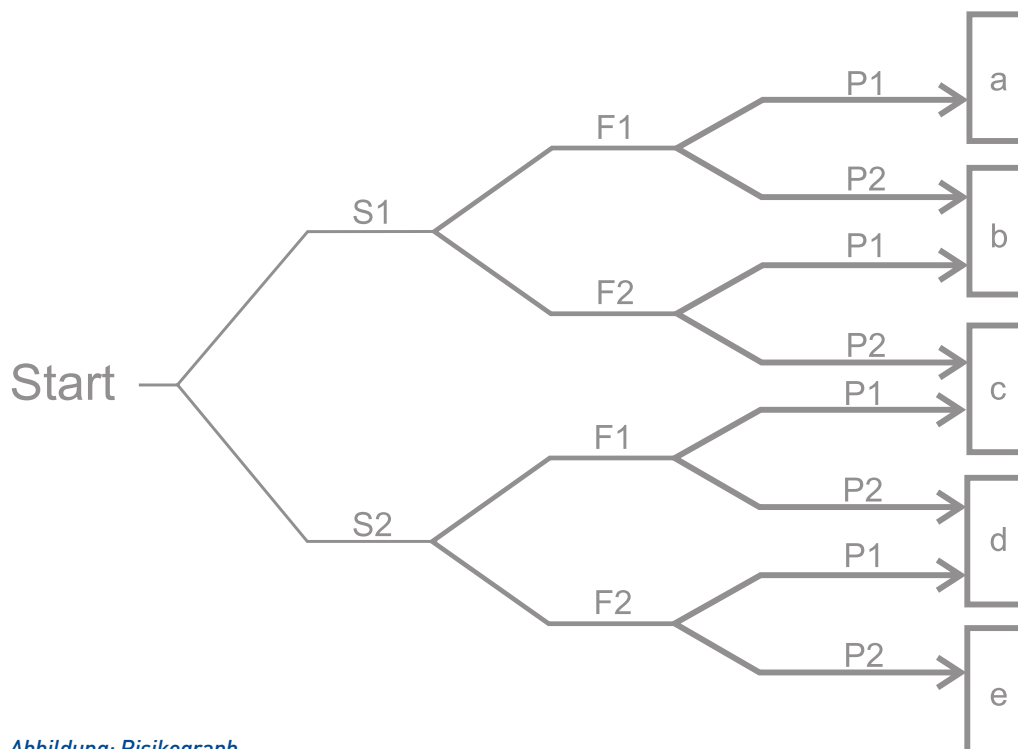 P1
a
F1
P2
S1
b
P1
F2
P2
Start
c
P1
F1
P2
S2
d
P1
F2
P2
e
Abbildung: Risikograph